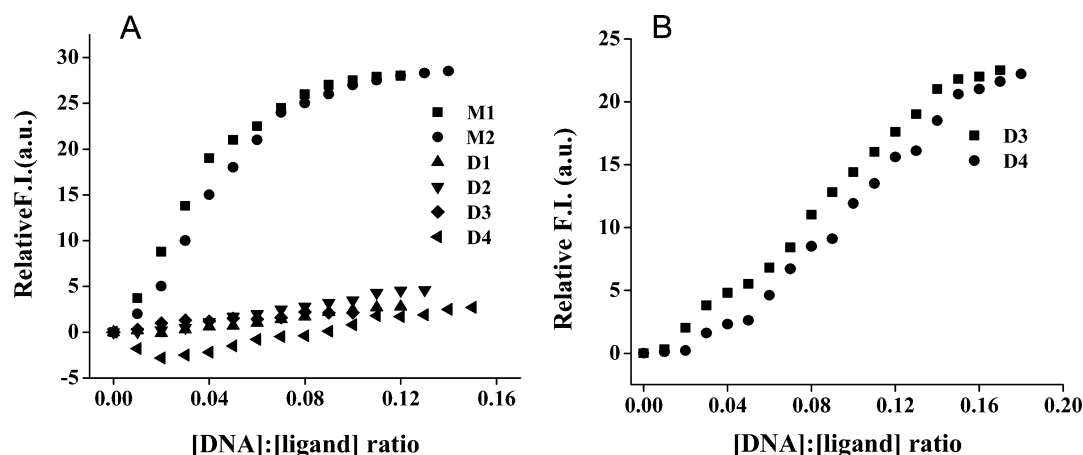 A
30
25
20
15
10
5
0
-5
RelativeF.I.(a.u.)
M1
M2
D1
D2
D3
D4
0.00
0.04
0.08
0.12
0.16
[DNA]:[ligand] ratio
B
25
20
15
10
5
0
Relative F.I. (a.u.)
D3
D4
0.00
0.04
0.08
0.12
0.16
0.20
[DNA]:[ligand] ratio